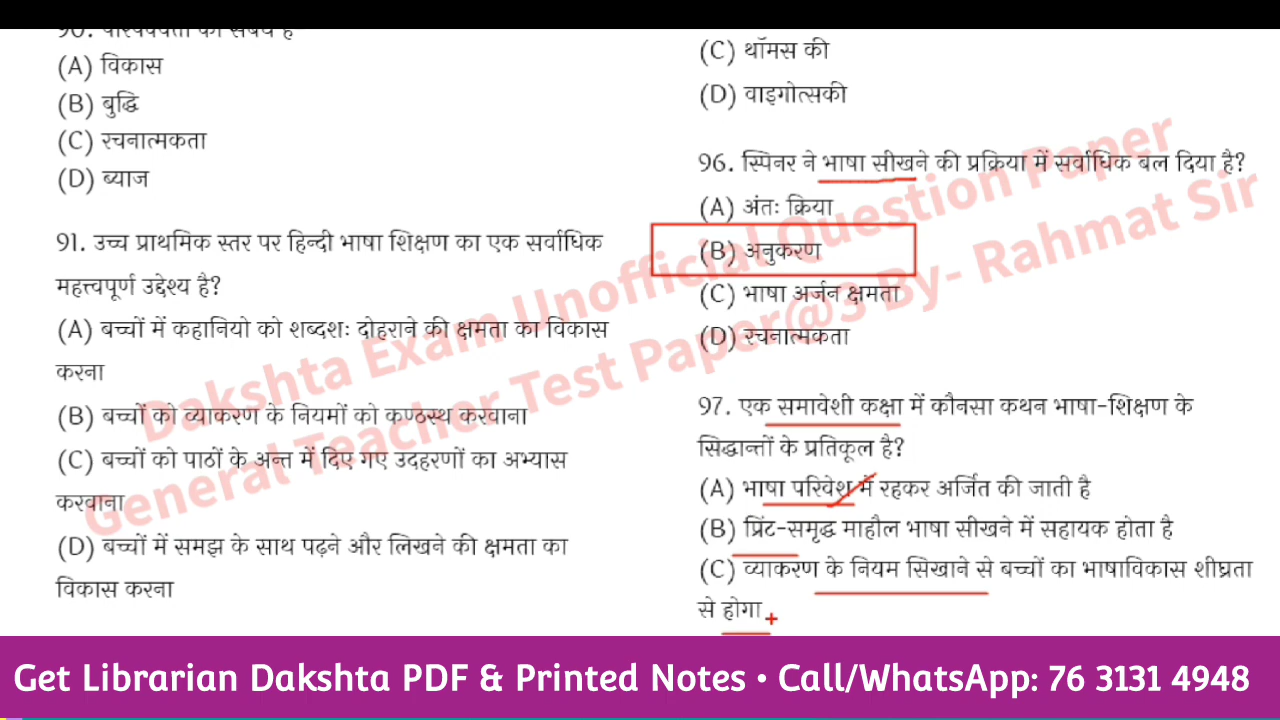 90. परिपक्वता का संबंध है
(A) विकास
(B) बुद्धि
(C) रचनात्मकता
(D) ब्याज
91. उच्च प्राथमिक स्तर पर हिन्दी भाषा शिक्षण का एक सर्वाधिक
महत्त्वपूर्ण उद्देश्य है?
(A) बच्चों में कहानियो को शब्दशः दोहराने की क्षमता का विकास
करना
(B) बच्चों को व्याकरण के नियमों को कण्ठस्थ करवाना
(C) बच्चों को पाठों के अन्त में दिए गए उदहरणों का अभ्यास
करवाना
(D) बच्चों में समझ के साथ पढ़ने और लिखने की क्षमता का
विकास करना
(C) थॉमस की
(D) वाइगोत्सकी
96. स्पिनर ने भाषा सीखने की प्रक्रिया में सर्वाधिक बल दिया है?
(A) अंतः क्रिया
(B) अनुकरण
(C) भाषा अर्जन क्षमता
(D) रचनात्मकता
97. एक समावेशी कक्षा में कौनसा कथन भाषा-शिक्षण के
सिद्धान्तों के प्रतिकूल है?
(A) भाषा परिवेश में रहकर अर्जित की जाती है
(B) प्रिंट-समृद्ध माहौल भाषा सीखने में सहायक होता है
(C) व्याकरण के नियम सिखाने से बच्चों का भाषाविकास शीघ्रता
से होगा
Dakshta Exam Unofficial Question Paper
General Teacher Test Paper@3 By- Rahmat Sir
Get Librarian Dakshta PDF & Printed Notes • Call/WhatsApp: 76 3131 4948